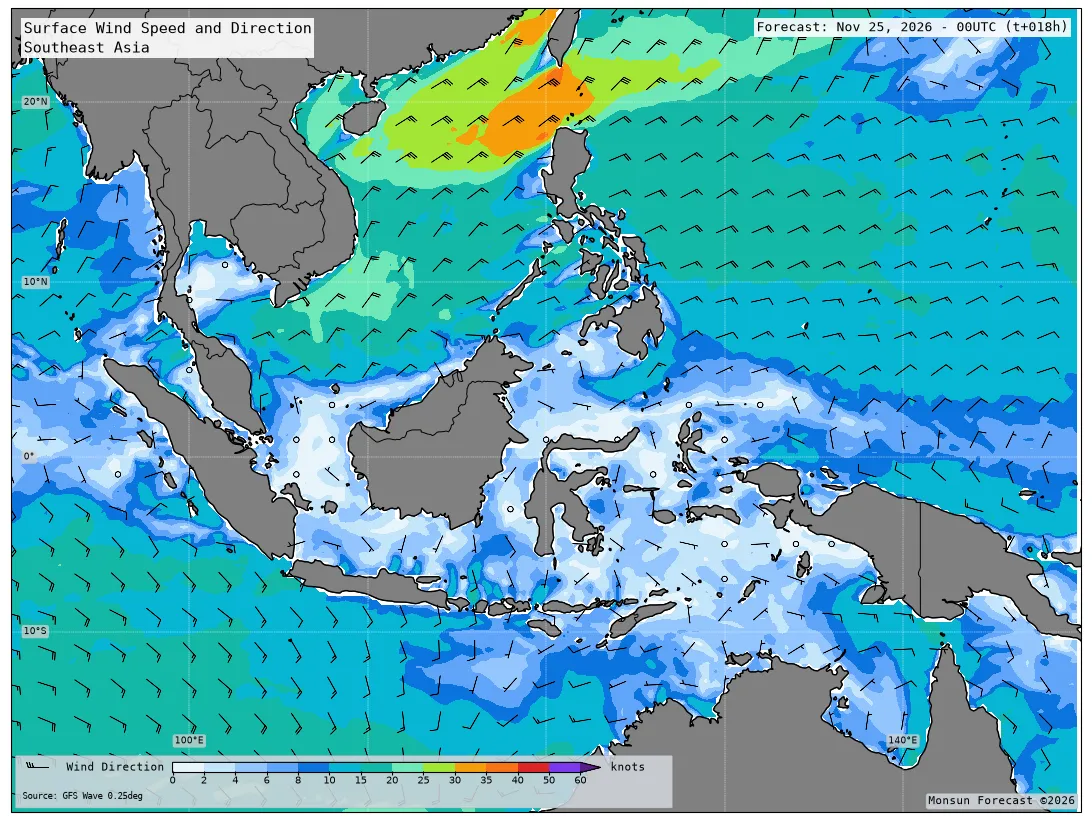 Surface Wind Speed and Direction
Southeast Asia
Forecast: Nov 25, 2026 - 00UTC (t+018h)
20°N
10°N
0°
10°S
100°E
140°E
Wind Direction
0 2 4 6 8 10 15 20 25 30 35 40 50 60
knots
Source: GFS Wave 0.25deg
Monsun Forecast ©2026